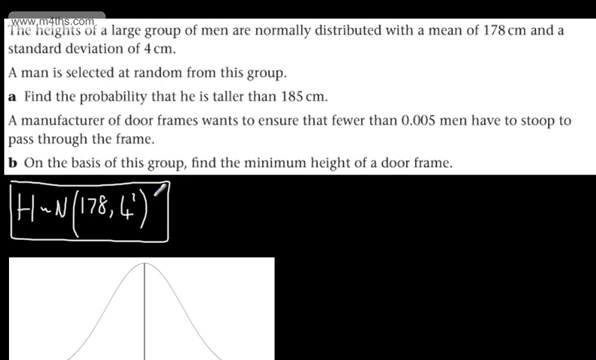 www.m4ths.com
The heights of a large group of men are normally distributed with a mean of 178 cm and a
standard deviation of 4 cm.
A man is selected at random from this group.
a Find the probability that he is taller than 185 cm.
A manufacturer of door frames wants to ensure that fewer than 0.005 men have to stoop to
pass through the frame.
b On the basis of this group, find the minimum height of a door frame.
H~N(178, 4²)